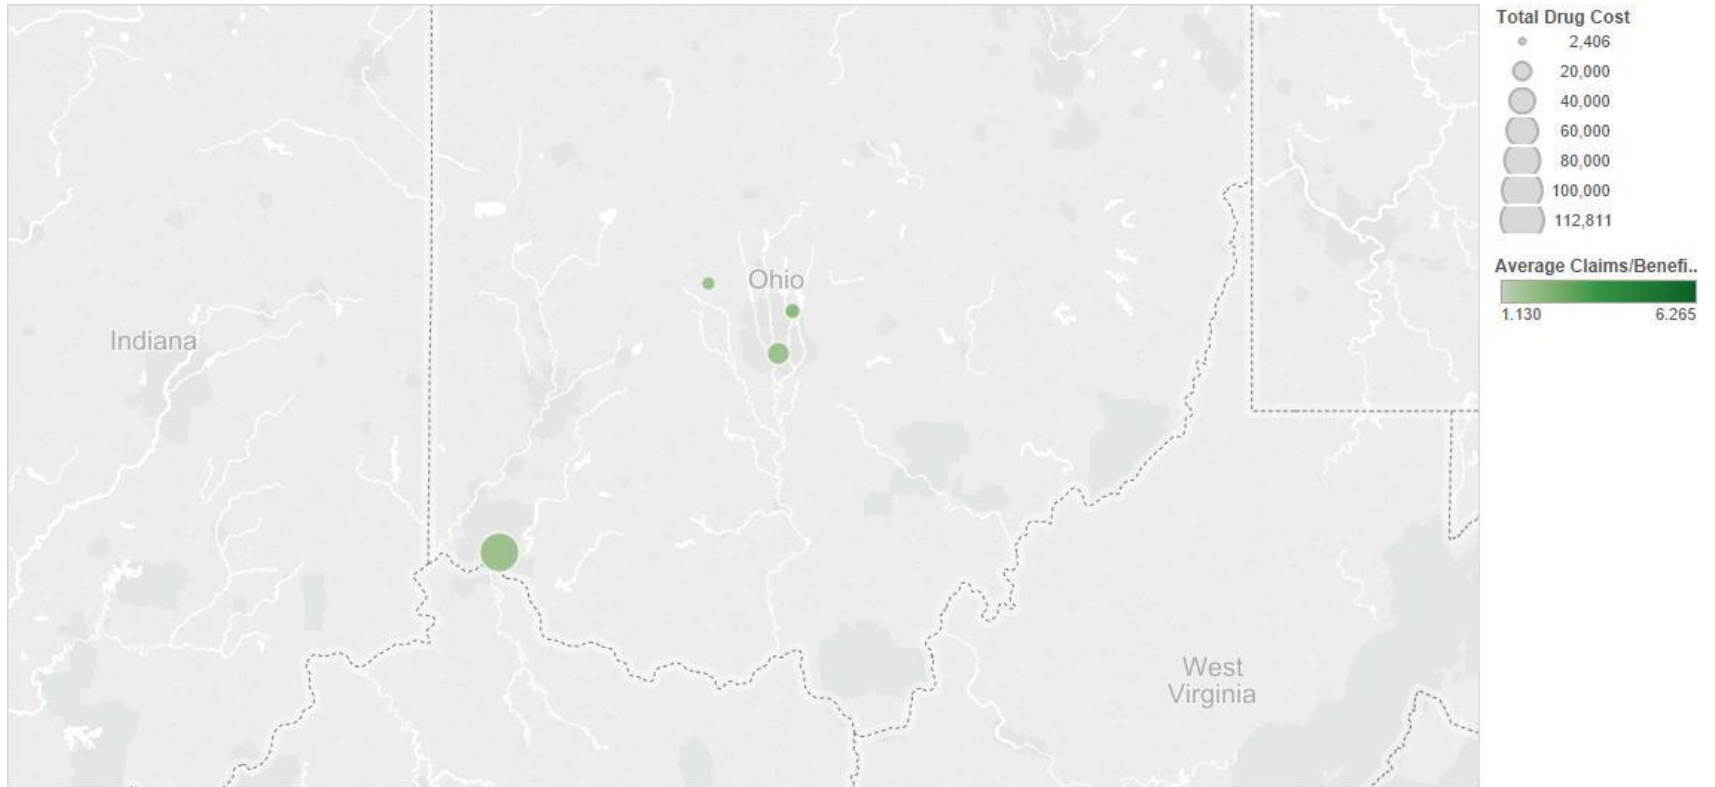 Total Drug Cost
2,406
20,000
40,000
60,000
80,000
100,000
112,811
Average Claims/Benefi..
1.130 6.265
Ohio
Indiana
West
Virginia